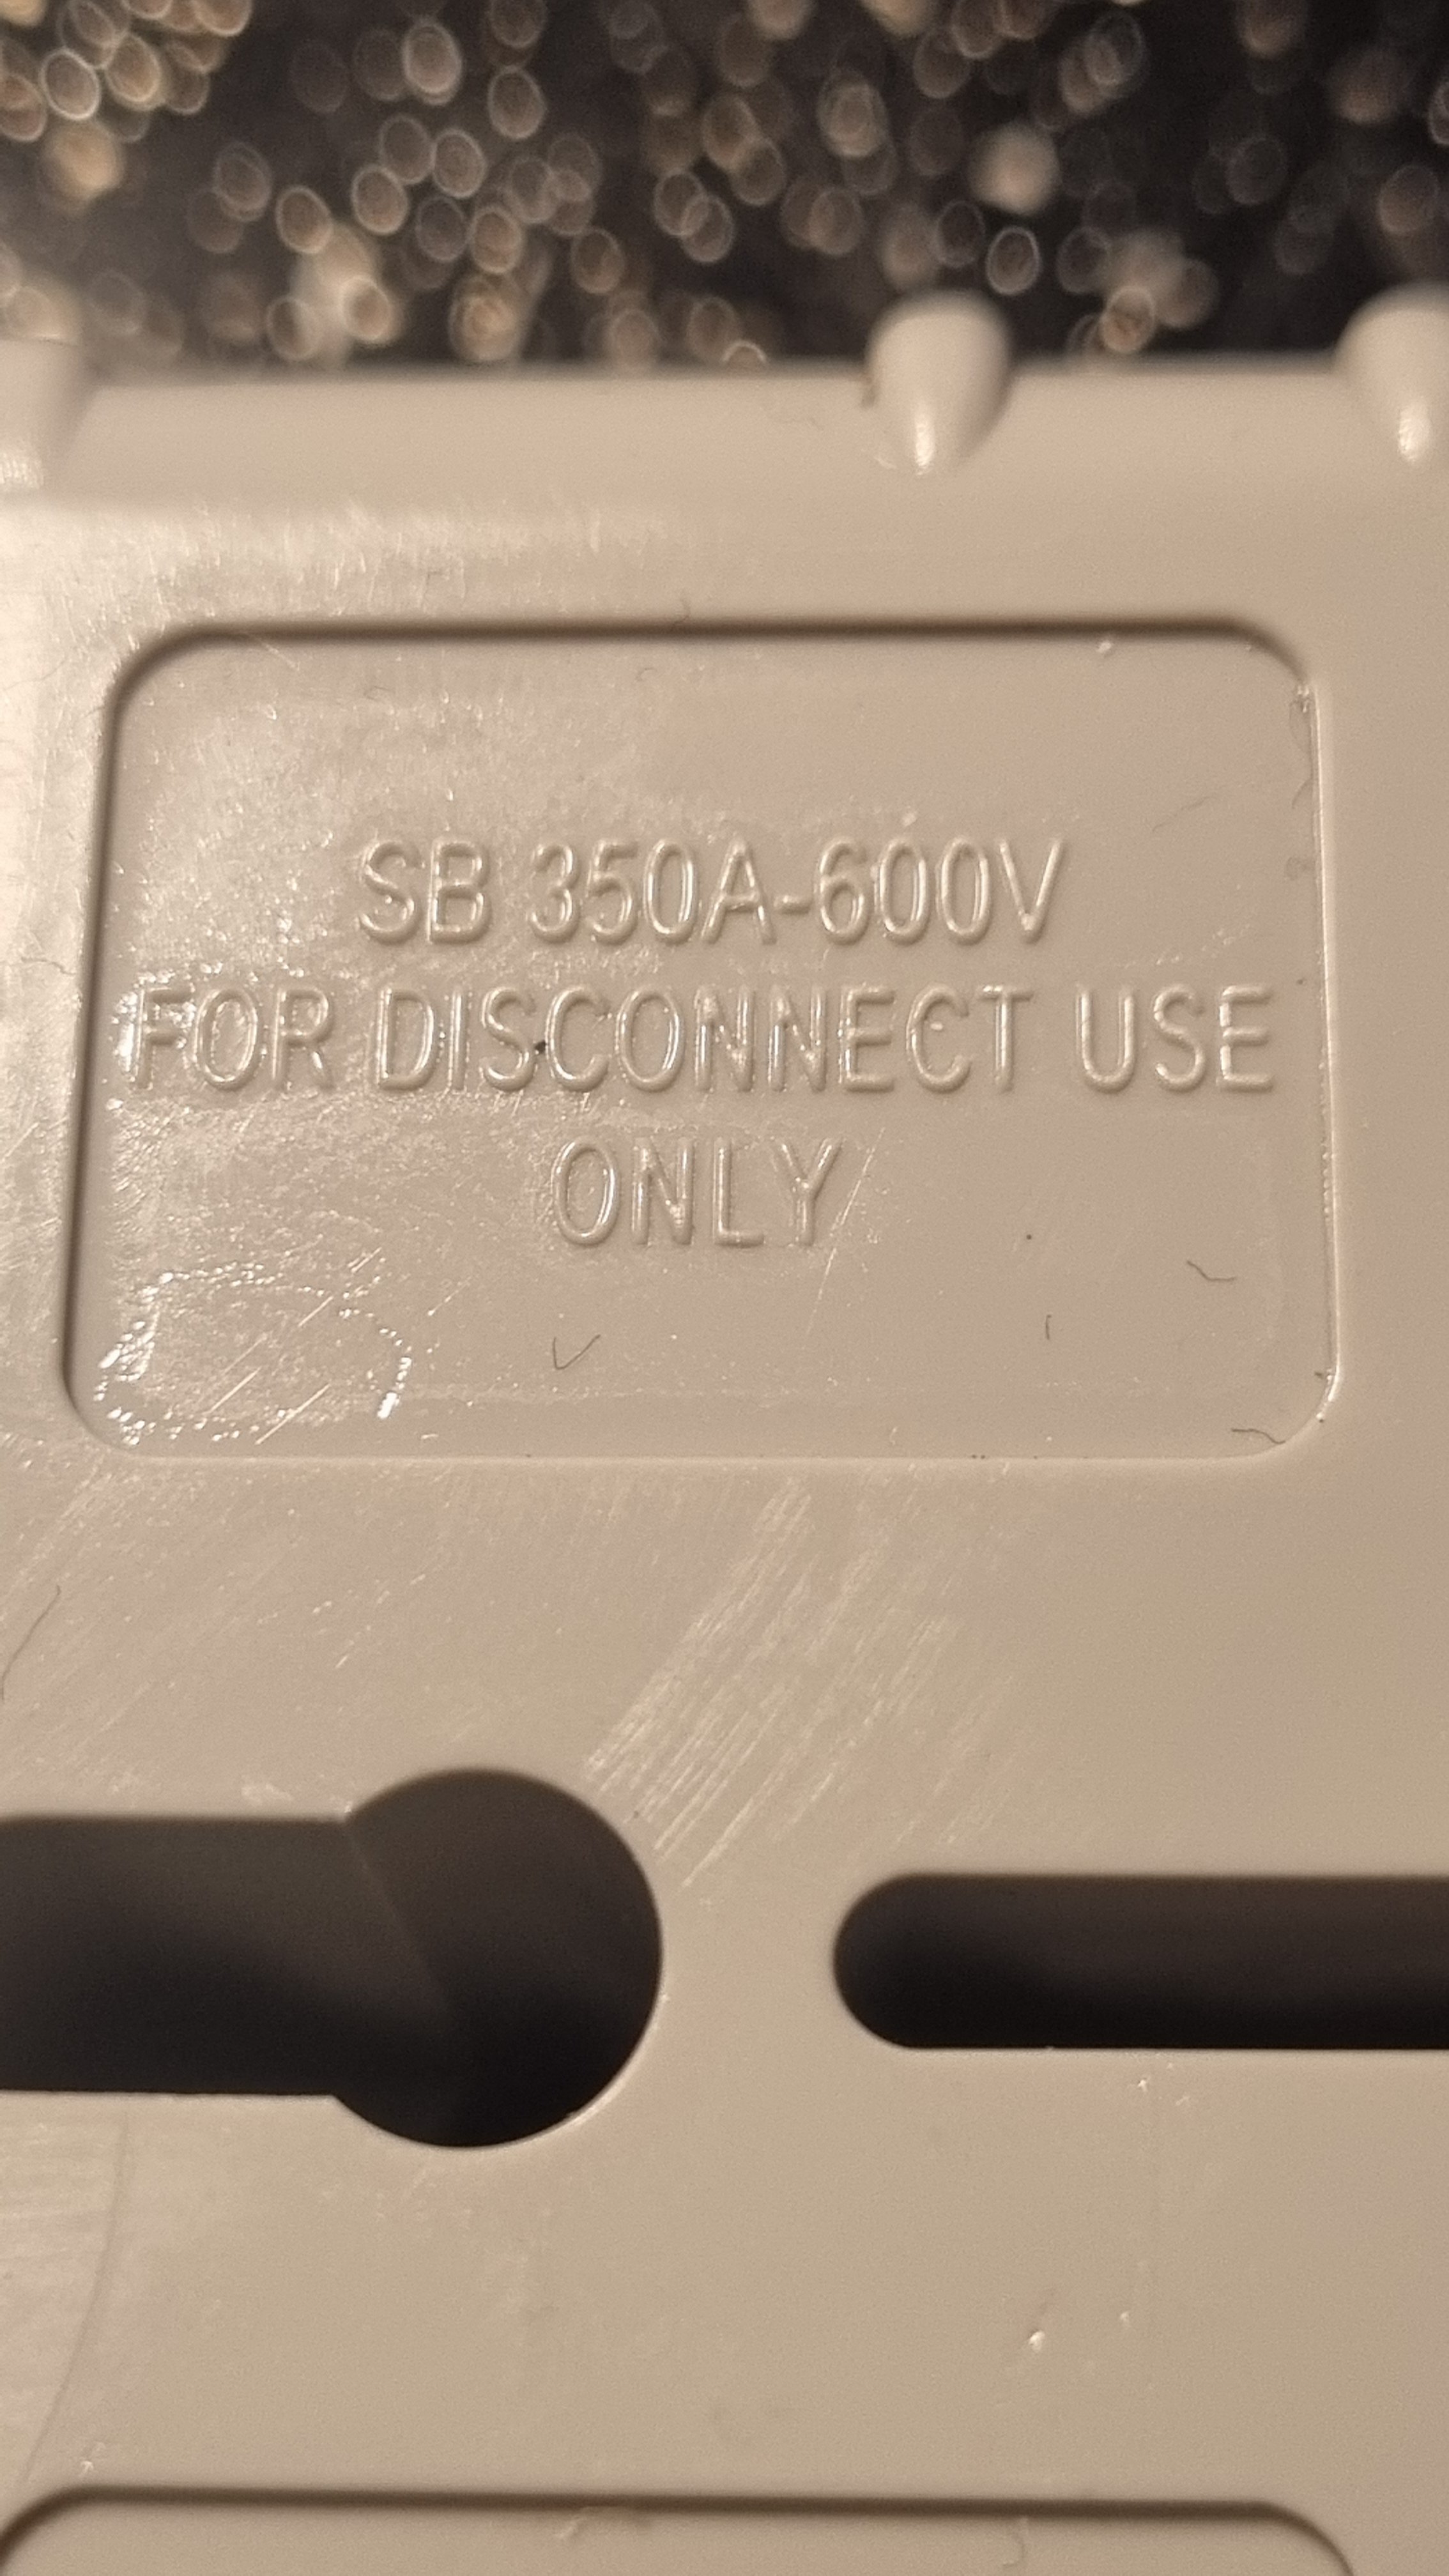 SB 350A-600V
FOR DISCONNECT USE
ONLY